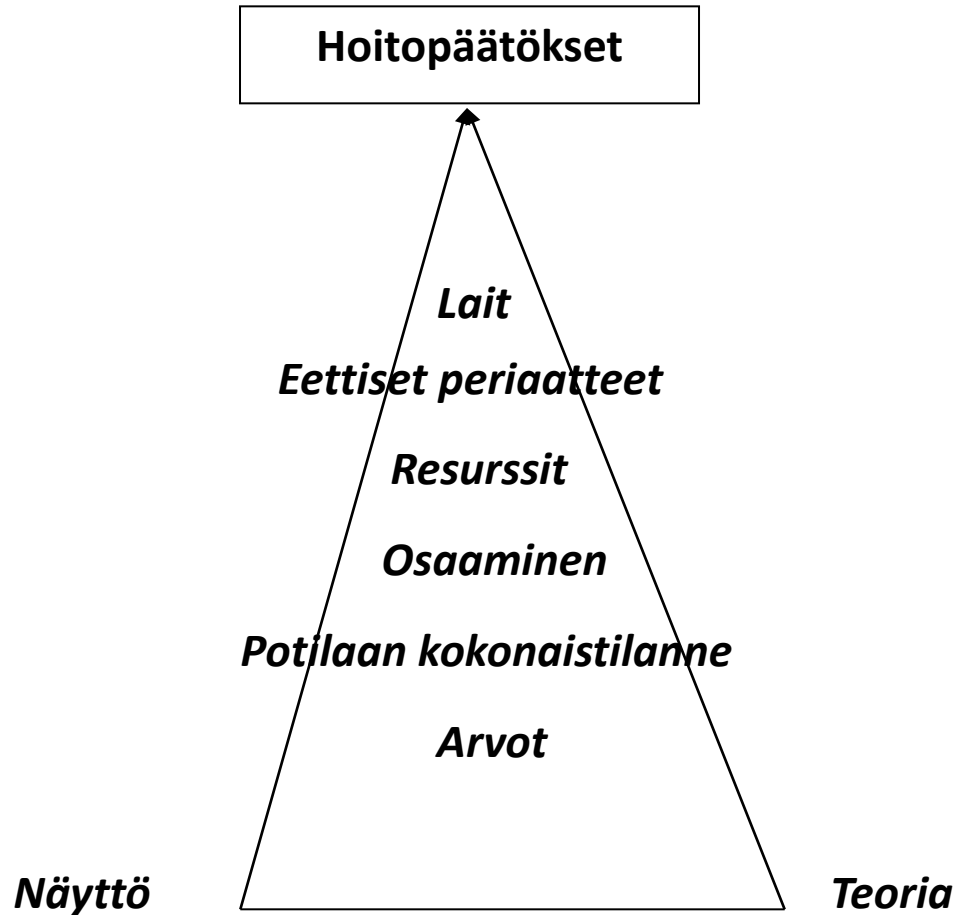 Hoitopäätökset
Lait
Eettiset periaatteet
Resurssit
Osaaminen
Potilaan kokonaistilanne
Arvot
Näyttö
Teoria